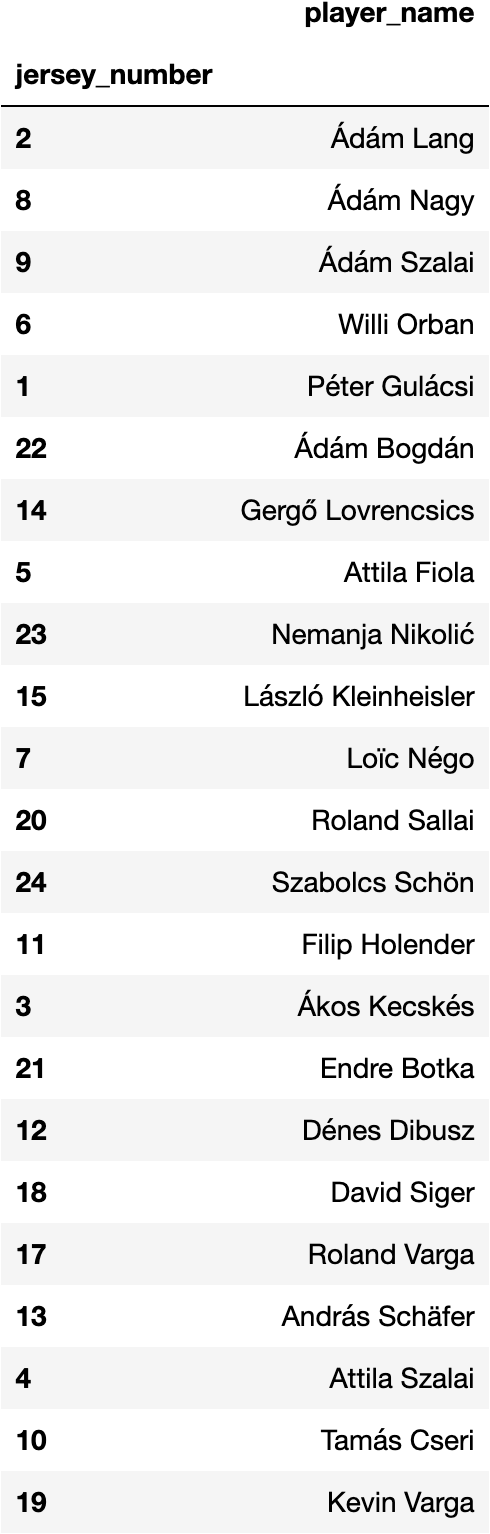 player_name
jersey_number
2 Ádám Lang
8 Ádám Nagy
9 Ádám Szalai
6 Willi Orban
1 Péter Gulácsi
22 Ádám Bogdán
14 Gergő Lovrencsics
5 Attila Fiola
23 Nemanja Nikolić
15 László Kleinheisler
7 Loïc Négo
20 Roland Sallai
24 Szabolcs Schön
11 Filip Holender
3 Ákos Kecskés
21 Endre Botka
12 Dénes Dibusz
18 David Siger
17 Roland Varga
13 András Schäfer
4 Attila Szalai
10 Tamás Cseri
19 Kevin Varga